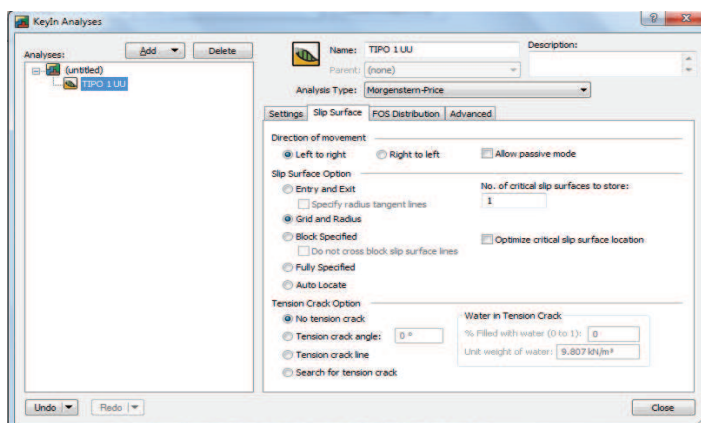 KeyIn Analyses
Analyses:
Add
Delete
(untitled)
TIPO 1 UU
Name: TIPO 1 UU
Description:
Parent: (none)
Analysis Type: Morgenstern-Price
Settings Slip Surface FOS Distribution Advanced
Direction of movement
Left to right Right to left Allow passive mode
Slip Surface Option
Entry and Exit No. of critical slip surfaces to store:
Specify radius tangent lines 1
Grid and Radius
Block Specified Optimize critical slip surface location
Do not cross block slip surface lines
Fully Specified
Auto Locate
Tension Crack Option
No tension crack Water in Tension Crack
Tension crack angle: 0 ° % Filled with water (0 to 1): 0
Tension crack line Unit weight of water: 9.807 kN/m³
Search for tension crack
Undo Redo Close